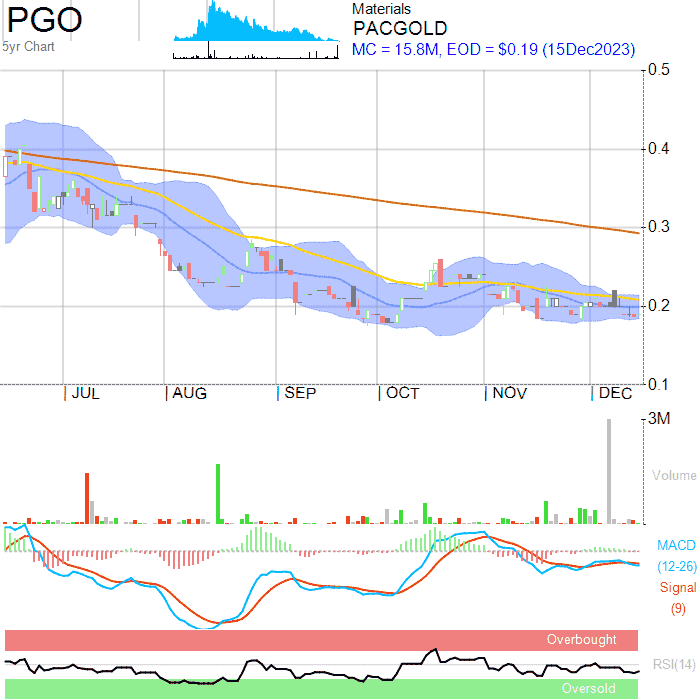 PGO
5yr Chart
Materials
PACGOLD
MC = 15.8M, EOD = $0.19 (15Dec2023)
0.5
0.4
0.3
0.2
0.1
JUL AUG SEP OCT NOV DEC
3M
Volume
MACD
(12-26)
Signal
(9)
Overbought
RSI(14)
Oversold